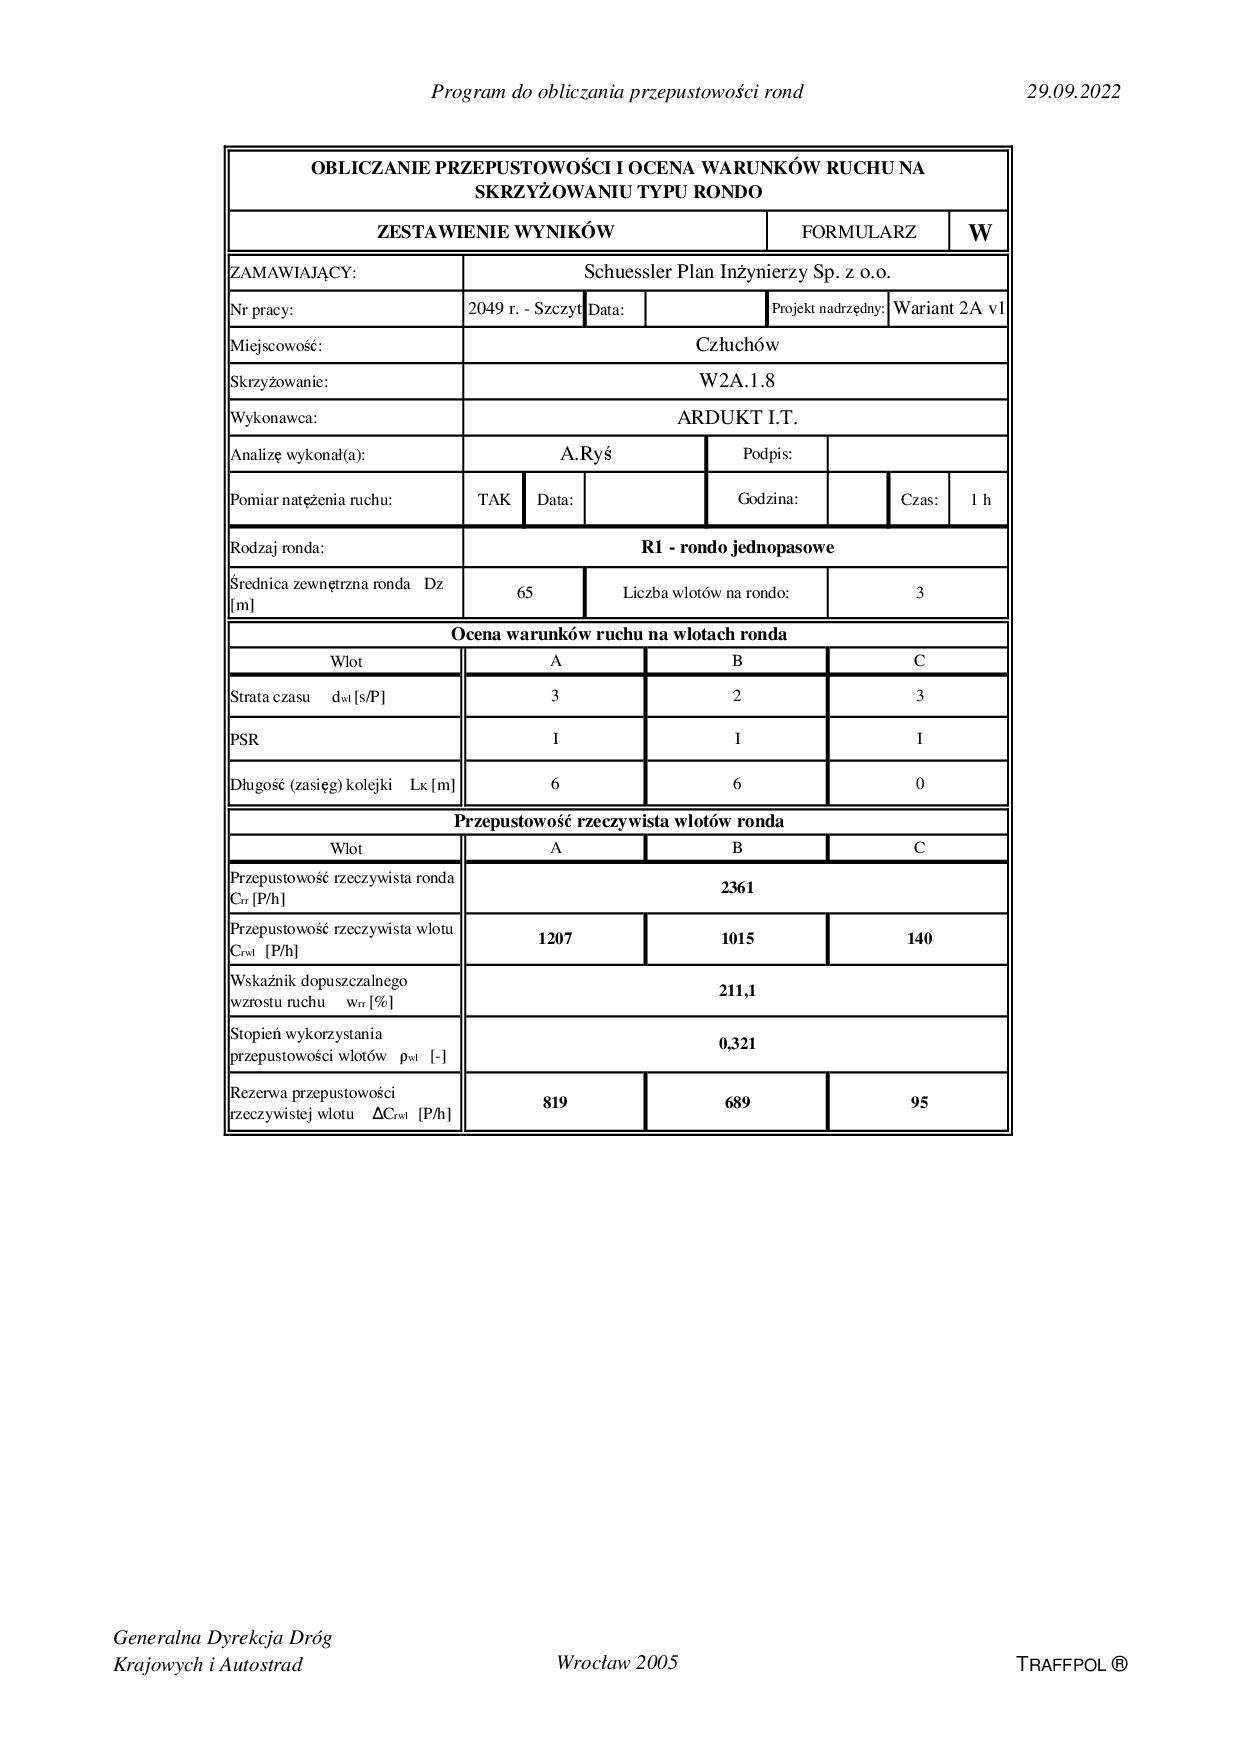 Program do obliczania przepustowości rond 29.09.2022
OBLICZANIE PRZEPUSTOWOŚCI I OCENA WARUNKÓW RUCHU NA
SKRZYŻOWANIU TYPU RONDO
ZESTAWIENIE WYNIKÓW FORMULARZ W
ZAMAWIAJĄCY: Schuessler Plan Inżynierzy Sp. z o.o.
Nr pracy: 2049 r. - Szczyt Data: Projekt nadrzędny: Wariant 2A v1
Miejscowość: Człuchów
Skrzyżowanie: W2A.1.8
Wykonawca: ARDUKT I.T.
Analizę wykonał(a): A.Ryś Podpis:
Pomiar natężenia ruchu: TAK Data: Godzina: Czas: 1 h
Rodzaj ronda: R1 - rondo jednopasowe
Średnica zewnętrzna ronda Dz
[m] 65 Liczba wlotów na rondo: 3
Ocena warunków ruchu na wlotach ronda
Wlot A B C
Strata czasu dwl [s/P] 3 2 3
PSR I I I
Długość (zasięg) kolejki LK [m] 6 6 0
Przepustowość rzeczywista wlotów ronda
Wlot A B C
Przepustowość rzeczywista ronda
Crr [P/h] 2361
Przepustowość rzeczywista wlotu
Crwl [P/h] 1207 1015 140
Wskaźnik dopuszczalnego
wzrostu ruchu wrr [%] 211,1
Stopień wykorzystania
przepustowości wlotów ρwl [-] 0,321
Rezerwa przepustowości
rzeczywistej wlotu ΔCrwl [P/h] 819 689 95
Generalna Dyrekcja Dróg
Krajowych i Autostrad Wrocław 2005 TRAFFPOL ®